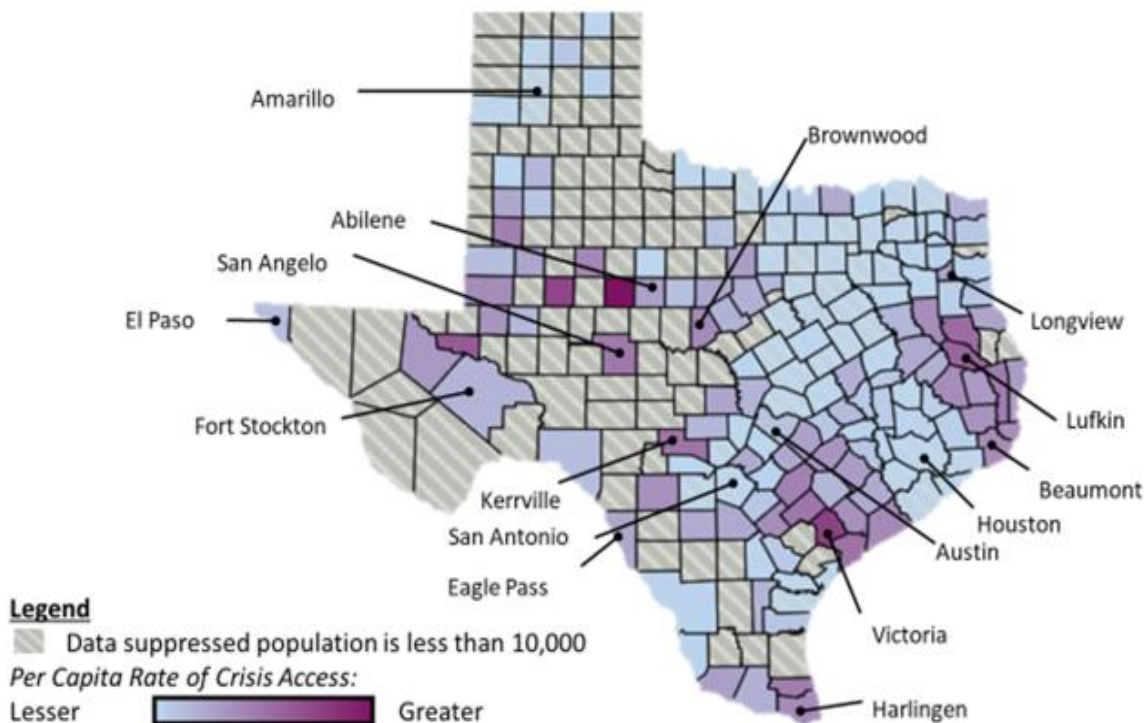 Amarillo
Brownwood
Abilene
San Angelo
El Paso
Longview
Fort Stockton
Lufkin
Kerrville
Beaumont
San Antonio
Houston
Austin
Eagle Pass
Legend
Data suppressed population is less than 10,000
Victoria
Per Capita Rate of Crisis Access:
Lesser Greater
Harlingen